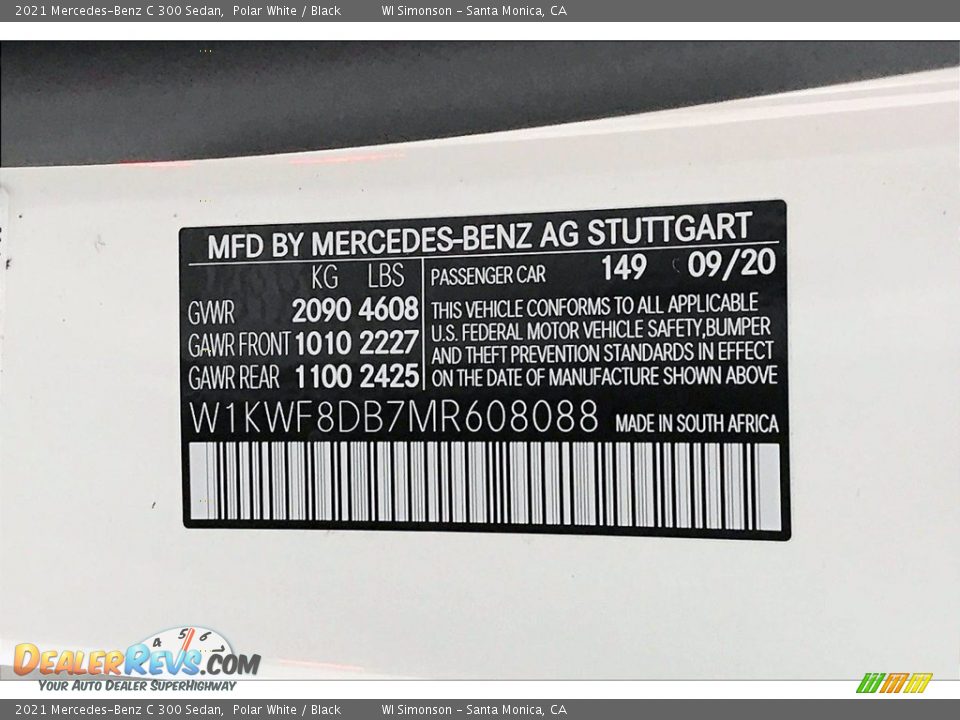 2021 Mercedes-Benz C 300 Sedan, Polar White / Black WI Simonson - Santa Monica, CA
MFD BY MERCEDES-BENZ AG STUTTGART
KG LBS
GVWR 2090 4608
GAWR FRONT 1010 2227
GAWR REAR 1100 2425
PASSENGER CAR 149 09/20
THIS VEHICLE CONFORMS TO ALL APPLICABLE
U.S. FEDERAL MOTOR VEHICLE SAFETY,BUMPER
AND THEFT PREVENTION STANDARDS IN EFFECT
ON THE DATE OF MANUFACTURE SHOWN ABOVE
W1KWF8DB7MR608088 MADE IN SOUTH AFRICA
4 5 6 7
DEALERREVS.COM
YOUR AUTO DEALER SUPERHIGHWAY
2021 Mercedes-Benz C 300 Sedan, Polar White / Black WI Simonson - Santa Monica, CA